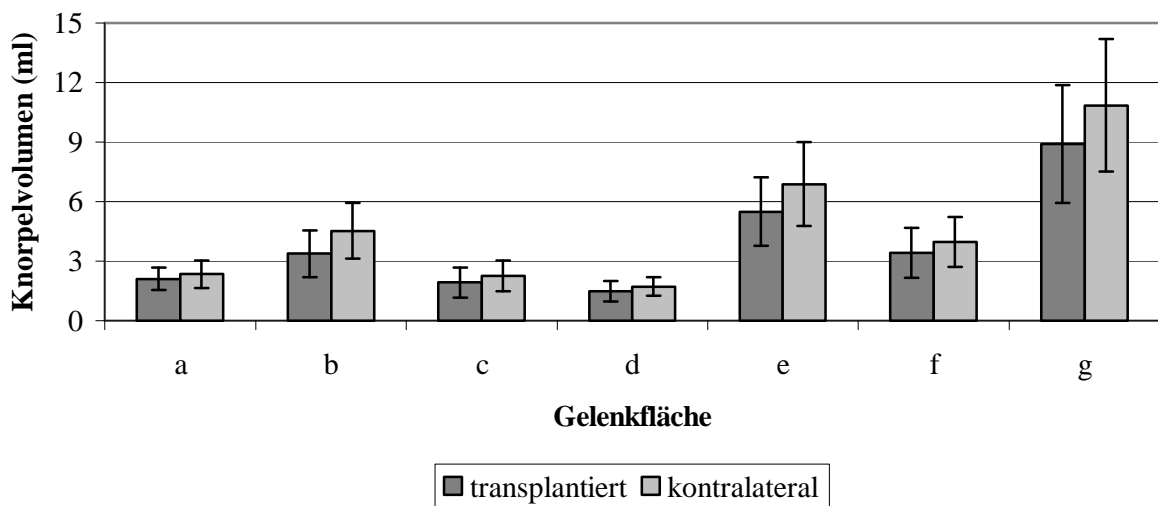 Knorpelvolumen (ml)
15
12
9
6
3
0
a b c d e f g
Gelenkfläche
transplantiert kontralateral